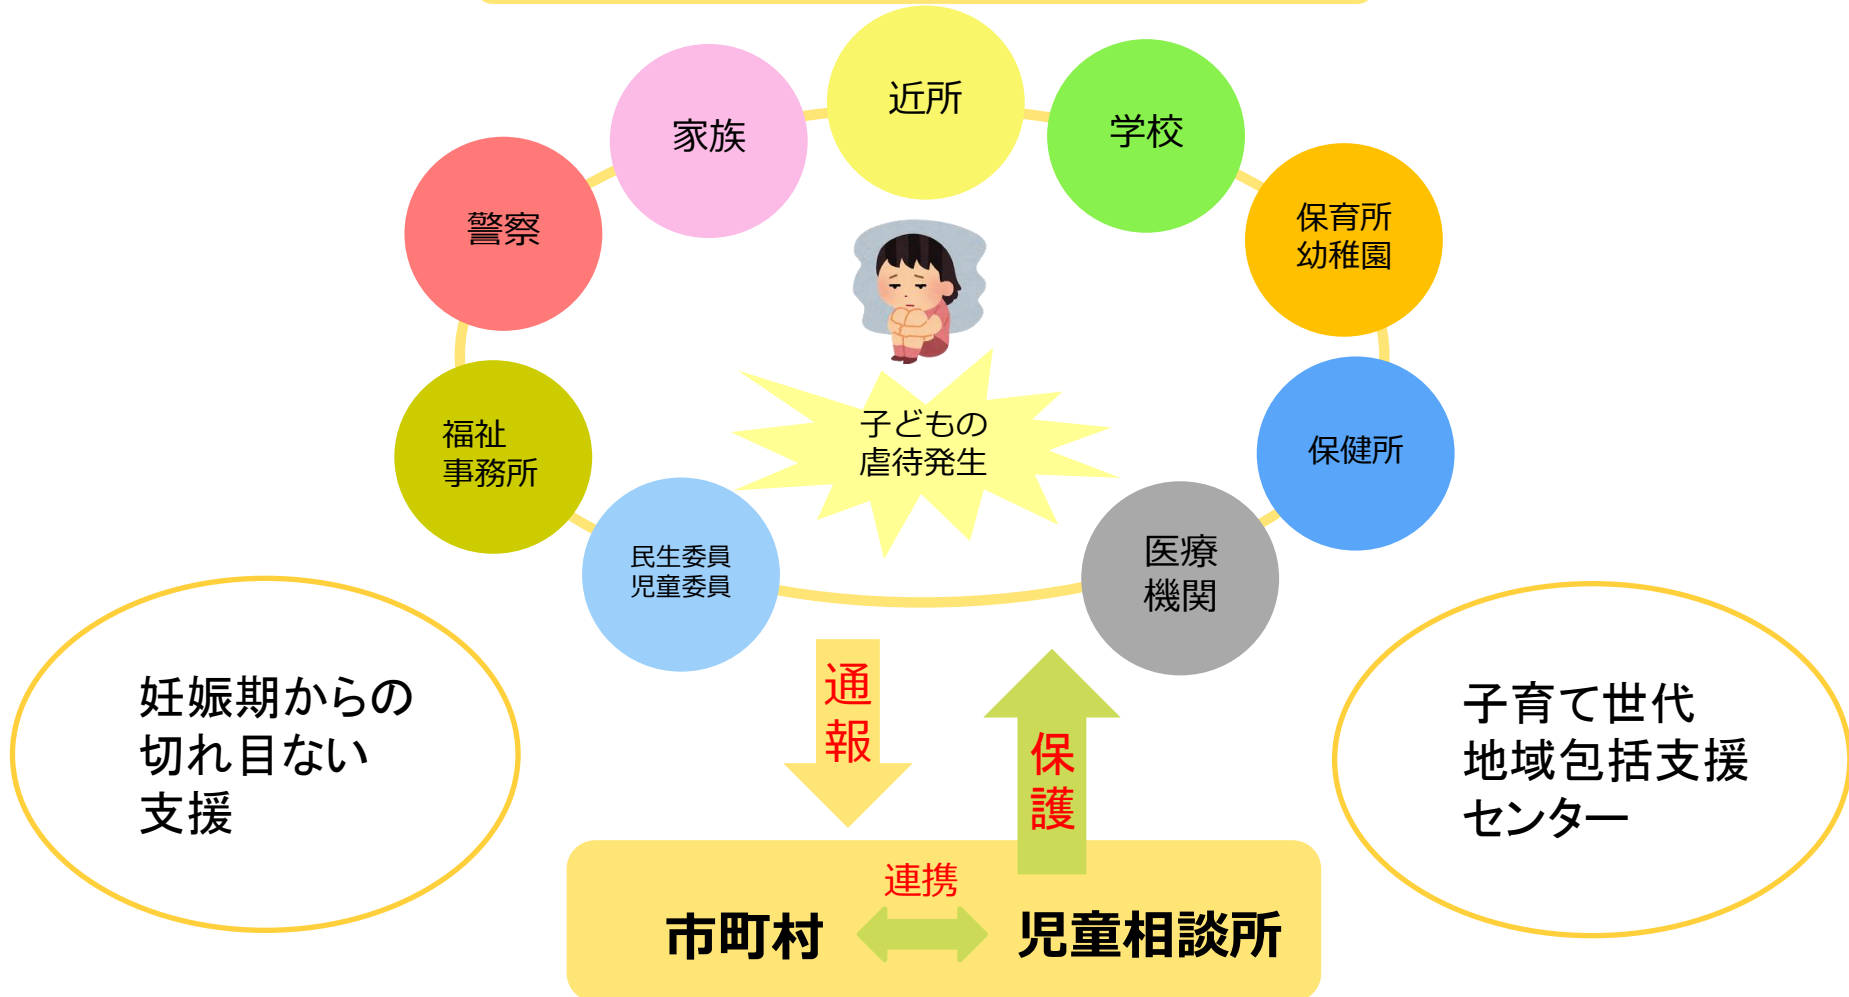 近所
家族
学校
警察
保育所
幼稚園
福祉
事務所
子どもの
虐待発生
保健所
民生委員
児童委員
医療
機関
妊娠期からの
切れ目ない
支援
通報
保護
子育て世代
地域包括支援
センター
連携
市町村
児童相談所